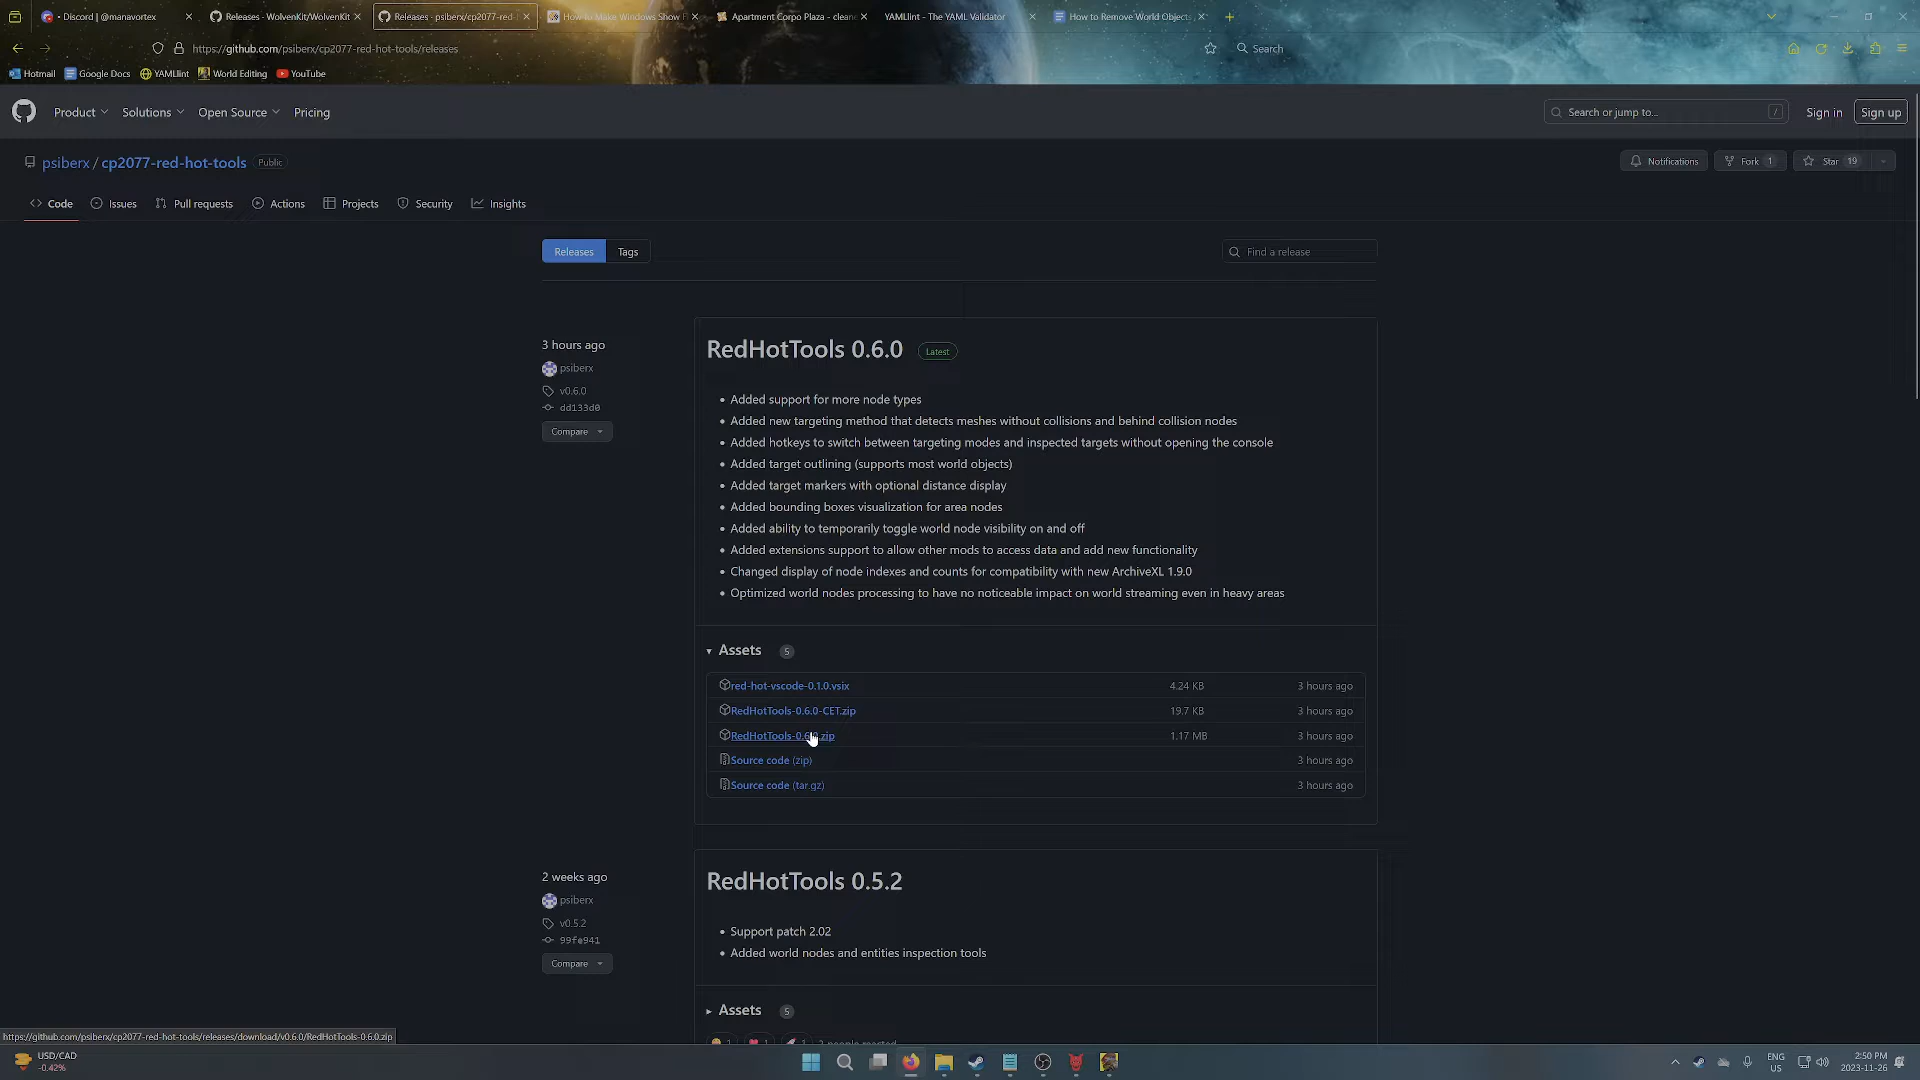 • Discord | @manavortex
Releases - WolvenKit/WolvenKit
Releases - psiberx/cp2077-red-
How to Make Windows Show F
Apartment Corpo Plaza - clean
YAMLlint - The YAML Validator
How to Remove World Objects
https://github.com/psiberx/cp2077-red-hot-tools/releases
Search
Hotmail
Google Docs
YAMLlint
World Editing
YouTube
Product
Solutions
Open Source
Pricing
Search or jump to...
/
Sign in
Sign up
psiberx / cp2077-red-hot-tools
Public
Notifications
Fork 1
Star 19
Code
Issues
Pull requests
Actions
Projects
Security
Insights
Releases
Tags
Find a release
3 hours ago
psiberx
v0.6.0
dd133d0
Compare
RedHotTools 0.6.0
Latest
• Added support for more node types
• Added new targeting method that detects meshes without collisions and behind collision nodes
• Added hotkeys to switch between targeting modes and inspected targets without opening the console
• Added target outlining (supports most world objects)
• Added target markers with optional distance display
• Added bounding boxes visualization for area nodes
• Added ability to temporarily toggle world node visibility on and off
• Added extensions support to allow other mods to access data and add new functionality
• Changed display of node indexes and counts for compatibility with new ArchiveXL 1.9.0
• Optimized world nodes processing to have no noticeable impact on world streaming even in heavy areas
Assets 5
red-hot-vscode-0.1.0.vsix 4.24 KB 3 hours ago
RedHotTools-0.6.0-CET.zip 19.7 KB 3 hours ago
RedHotTools-0.6.0.zip 1.17 MB 3 hours ago
Source code (zip) 3 hours ago
Source code (tar.gz) 3 hours ago
2 weeks ago
psiberx
v0.5.2
99fe941
Compare
RedHotTools 0.5.2
• Support patch 2.02
• Added world nodes and entities inspection tools
Assets 5
https://github.com/psiberx/cp2077-red-hot-tools/releases/download/v0.6.0/RedHotTools-0.6.0.zip
USD/CAD
-0.42%
ENG
US
2:50 PM
2023-11-26